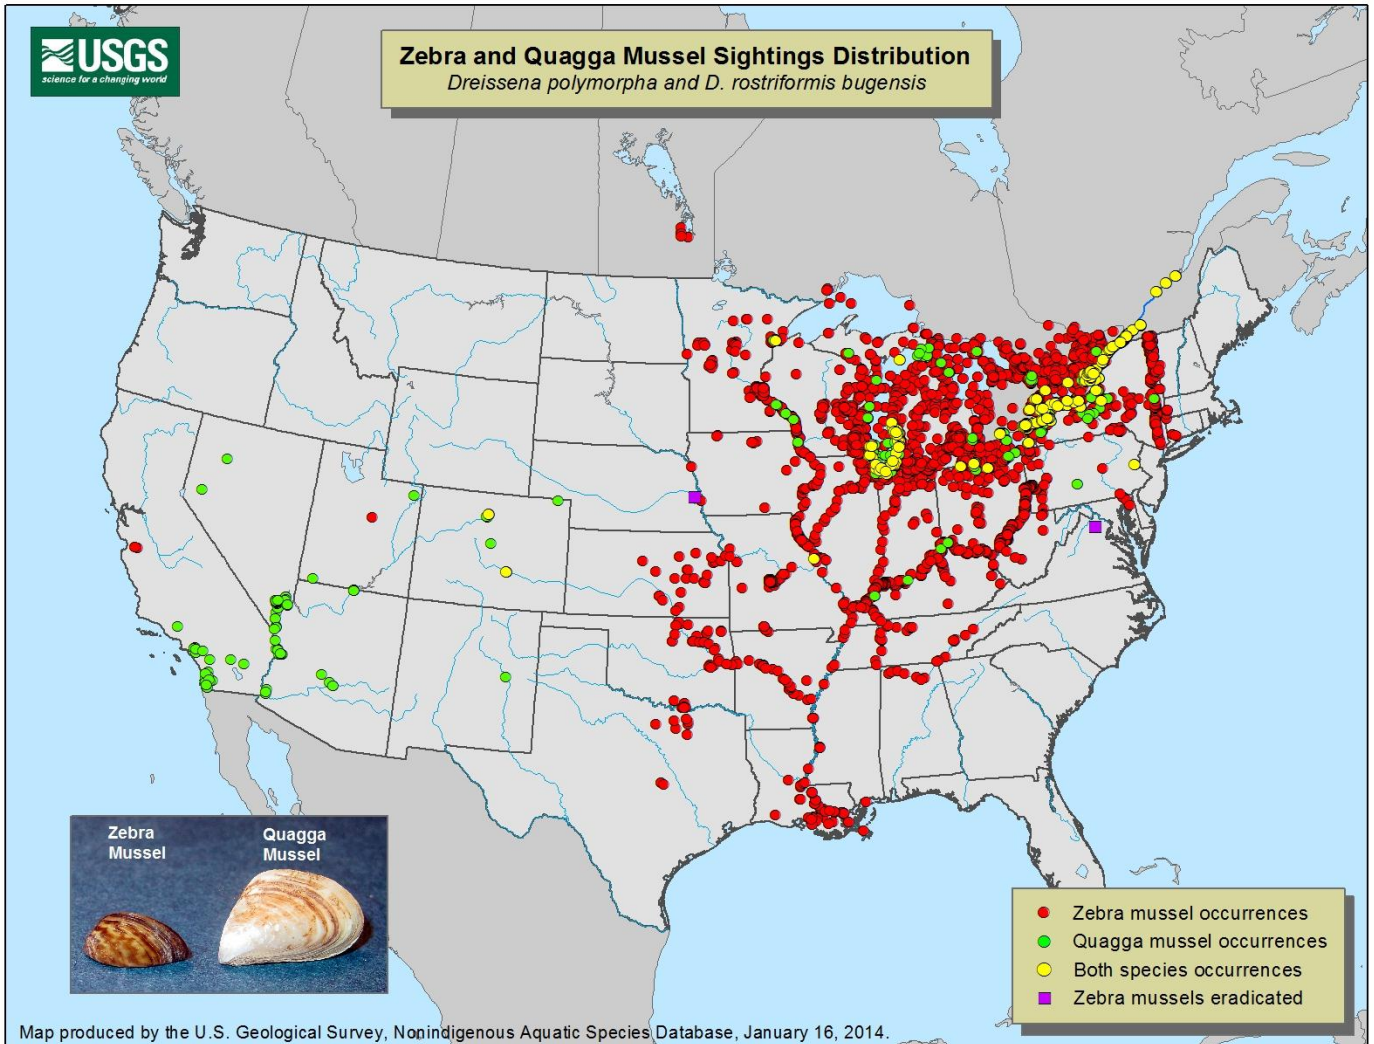 USGS
science for a changing world
Zebra and Quagga Mussel Sightings Distribution
Dreissena polymorpha and D. rostriformis bugensis
Zebra
Mussel
Quagga
Mussel
Zebra mussel occurrences
Quagga mussel occurrences
Both species occurrences
Zebra mussels eradicated
Map produced by the U.S. Geological Survey, Nonindigenous Aquatic Species Database, January 16, 2014.